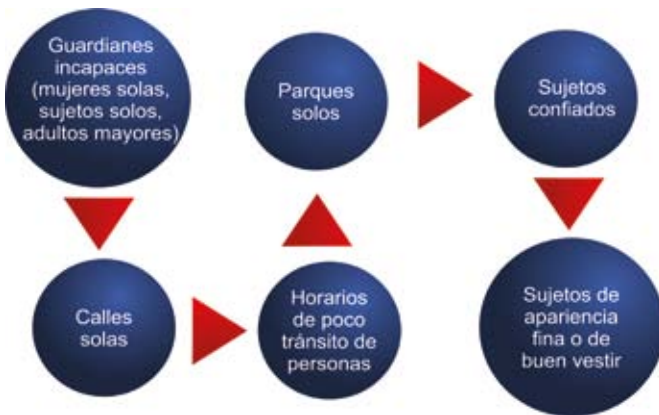 Guardianes
incapaces
(mujeres solas,
sujetos solos,
adultos mayores)
Calles
solas
Horarios
de poco
tránsito de
personas
Parques
solos
Sujetos
confiados
Sujetos de
apariencia
fina o de
buen vestir